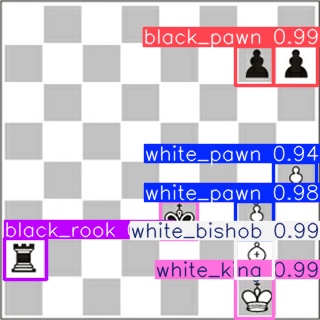 black_pawn 0.99
white_pawn 0.94
white_pawn 0.98
black_rook
white_bishob 0.99
white_king 0.99